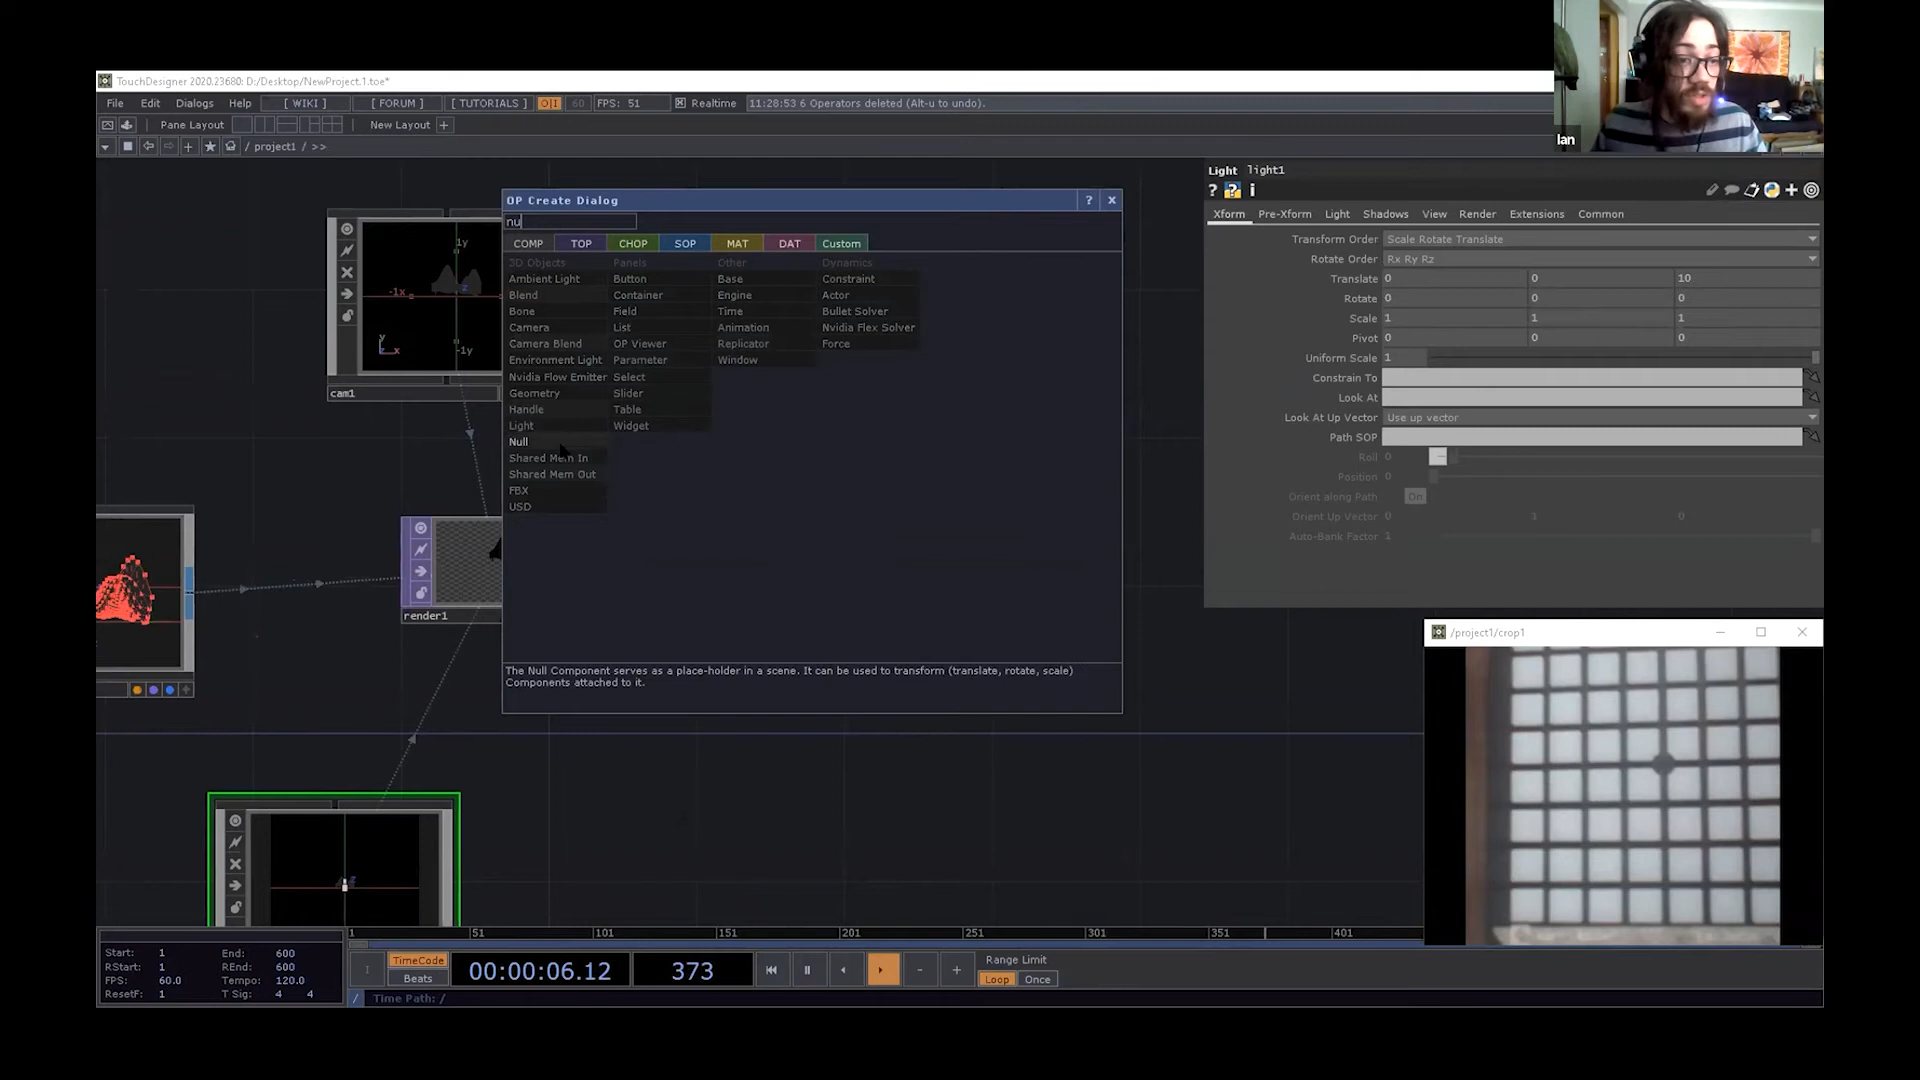 TouchDesigner 2020.23680: D:/Desktop/NewProject.1.toe*
File Edit Dialogs Help [ WIKI ] [ FORUM ] [ TUTORIALS ] O|I 60 FPS: 51 Realtime 11:28:53 6 Operators deleted (Alt-u to undo).
Pane Layout New Layout +
/ project1 / >>
Ian
OP Create Dialog ? x
nu
COMP TOP CHOP SOP MAT DAT Custom
3D Objects Panels Other Dynamics
Ambient Light Button Base Constraint
Blend Container Engine Actor
Bone Field Time Bullet Solver
Camera List Animation Nvidia Flex Solver
Camera Blend OP Viewer Replicator Force
Environment Light Parameter Window
Nvidia Flow Emitter Select
Geometry Slider
Handle Table
Light Widget
Null
Shared Mem In
Shared Mem Out
FBX
USD
The Null Component serves as a place-holder in a scene. It can be used to transform (translate, rotate, scale)
Components attached to it.
1y
-1x
z
-1y
y
x
cam1
render1
Light light1
? ? i
Xform Pre-Xform Light Shadows View Render Extensions Common
Transform Order Scale Rotate Translate
Rotate Order Rx Ry Rz
Translate 0 0 10
Rotate 0 0 0
Scale 1 1 1
Pivot 0 0 0
Uniform Scale 1
Constrain To
Look At
Look At Up Vector Use up vector
Path SOP
Roll 0
Position 0
Orient along Path On
Orient Up Vector 0 1 0
Auto-Bank Factor 1
/project1/crop1
1 51 101 151 201 251 301 351 401
Start: 1 End: 600
RStart: 1 REnd: 600
FPS: 60.0 Tempo: 120.0
ResetF: 1 T Sig: 4 4
TimeCode
Beats
00:00:06.12 373
Range Limit
Loop Once
/ Time Path: /